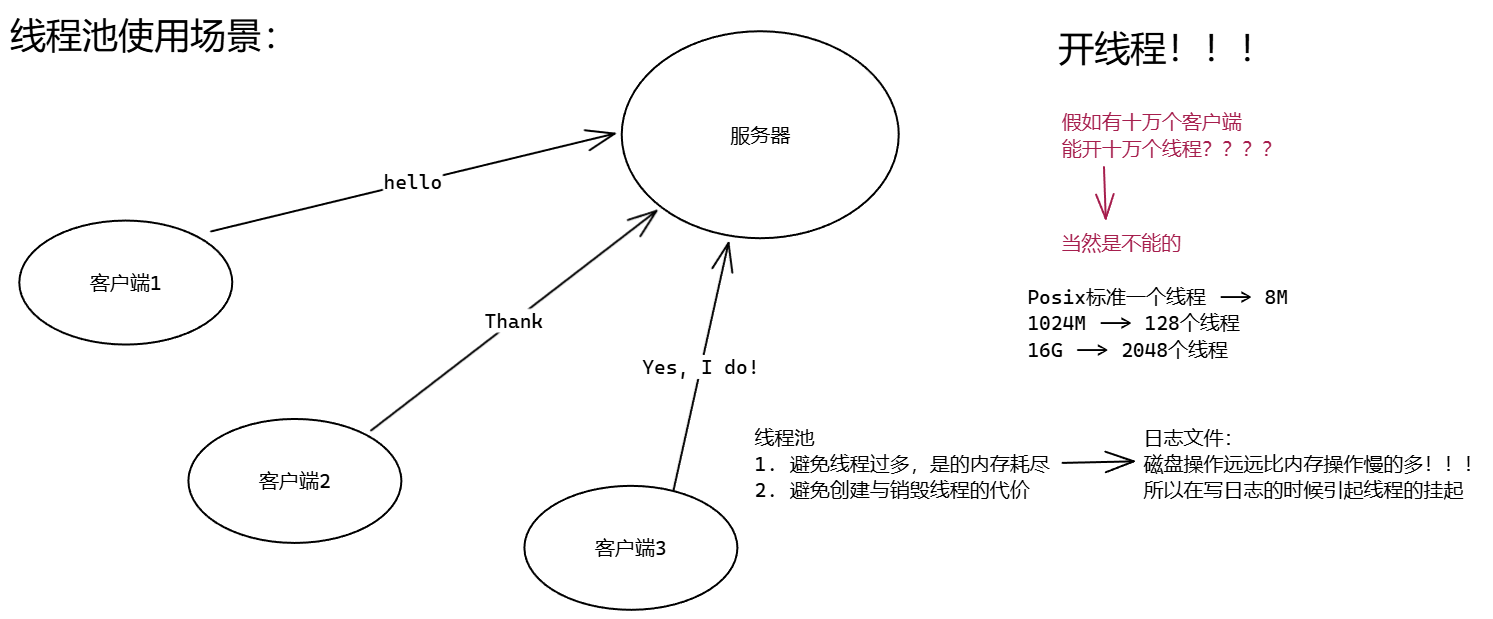 线程池使用场景：
开线程！！！
假如有十万个客户端
能开十万个线程？？？？
当然是不能的
服务器
hello
客户端1
Thank
Yes, I do!
客户端2
客户端3
Posix标准一个线程 ⟶ 8M
1024M ⟶ 128个线程
16G ⟶ 2048个线程
线程池
1. 避免线程过多，是的内存耗尽
2. 避免创建与销毁线程的代价
日志文件：
磁盘操作远远比内存操作慢的多！！！
所以在写日志的时候引起线程的挂起